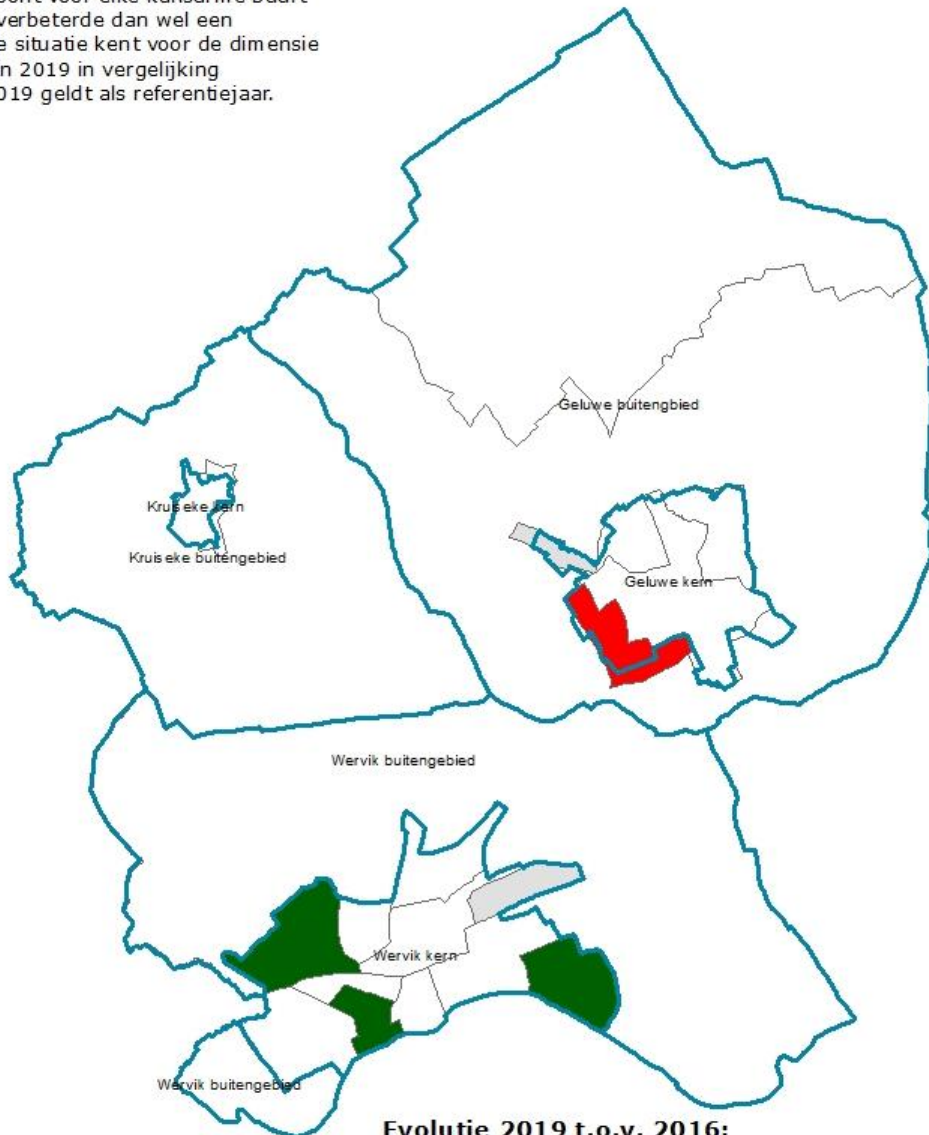 verbeterde dan wel een
situatie kent voor de dimensie
2019 in vergelijking
geldt als referentiejaar.
Geluwe buitengbied
Kruiseke kern
Kruiseke buitengebied
Geluwe kern
Wervik buitengebied
Wervik kern
Wervik buitengebied
Evolutie 2019 t.o.v. 2016: